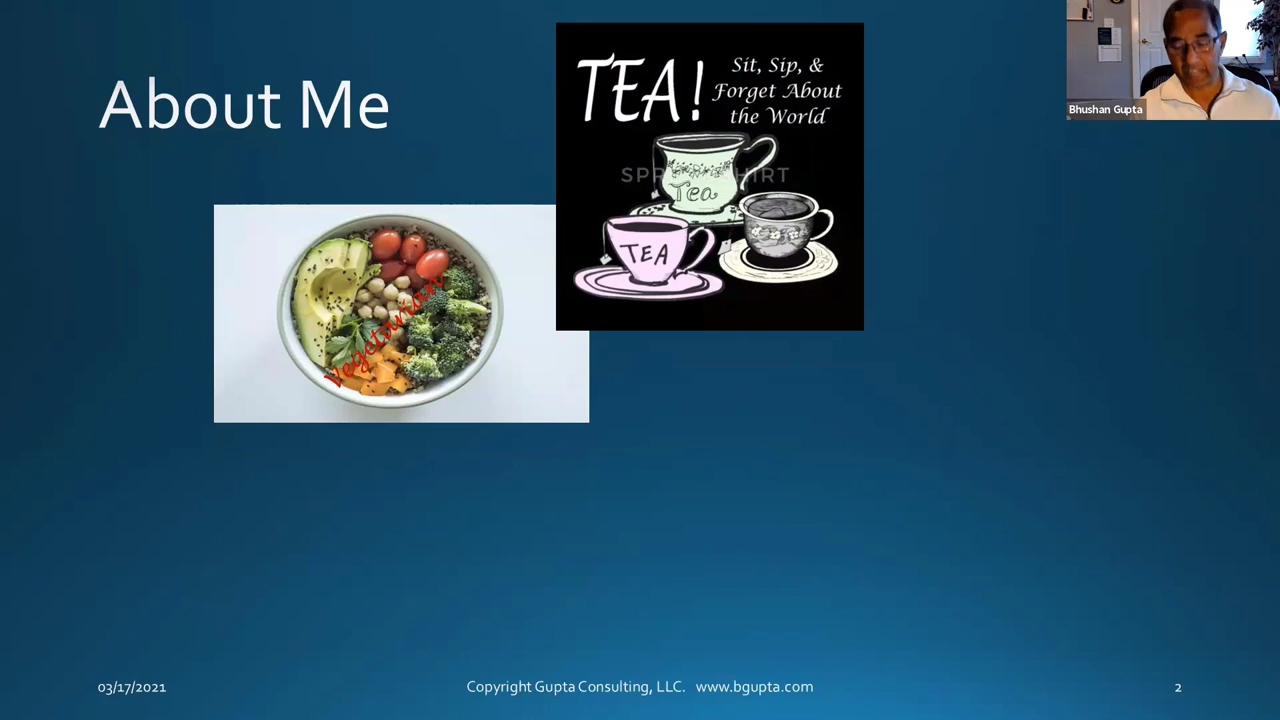 About Me
TEA!
Sit, Sip, &
Forget About
the World
Tea
TEA
Vegetarian
Bhushan Gupta
03/17/2021
Copyright Gupta Consulting, LLC. www.bgupta.com
2